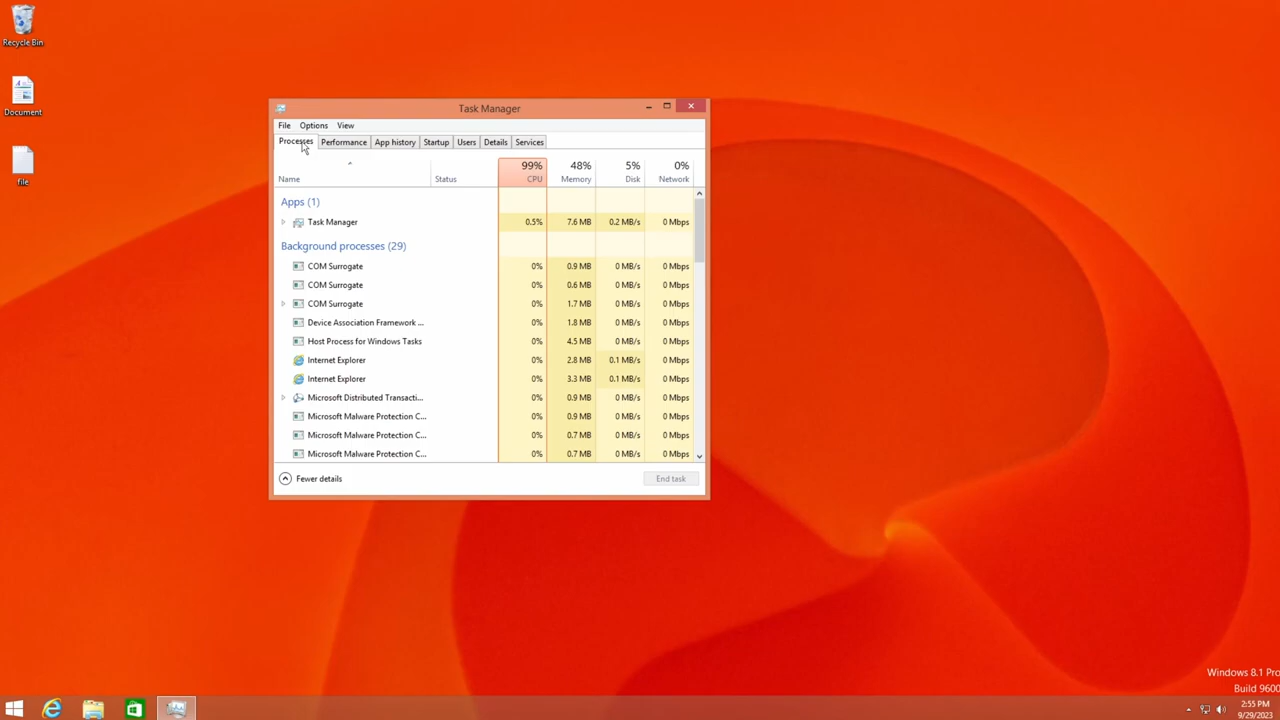 Recycle Bin
Document
file
Task Manager
File Options View
Processes Performance App history Startup Users Details Services
99% 48% 5% 0%
Name Status CPU Memory Disk Network
Apps (1)
Task Manager 0.5% 7.6 MB 0.2 MB/s 0 Mbps
Background processes (29)
COM Surrogate 0% 0.9 MB 0 MB/s 0 Mbps
COM Surrogate 0% 0.6 MB 0 MB/s 0 Mbps
COM Surrogate 0% 1.7 MB 0 MB/s 0 Mbps
Device Association Framework ... 0% 1.8 MB 0 MB/s 0 Mbps
Host Process for Windows Tasks 0% 4.5 MB 0 MB/s 0 Mbps
Internet Explorer 0% 2.8 MB 0.1 MB/s 0 Mbps
Internet Explorer 0% 3.3 MB 0.1 MB/s 0 Mbps
Microsoft Distributed Transacti... 0% 0.9 MB 0 MB/s 0 Mbps
Microsoft Malware Protection C... 0% 0.9 MB 0 MB/s 0 Mbps
Microsoft Malware Protection C... 0% 0.7 MB 0 MB/s 0 Mbps
Microsoft Malware Protection C... 0% 0.7 MB 0 MB/s 0 Mbps
Fewer details End task
Windows 8.1 Pro
Build 9600
2:55 PM
9/29/2023